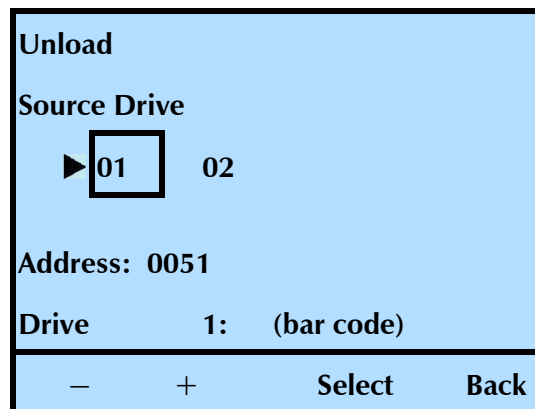 Unload
Source Drive
▶ 01 02
Address: 0051
Drive 1: (bar code)
− + Select Back